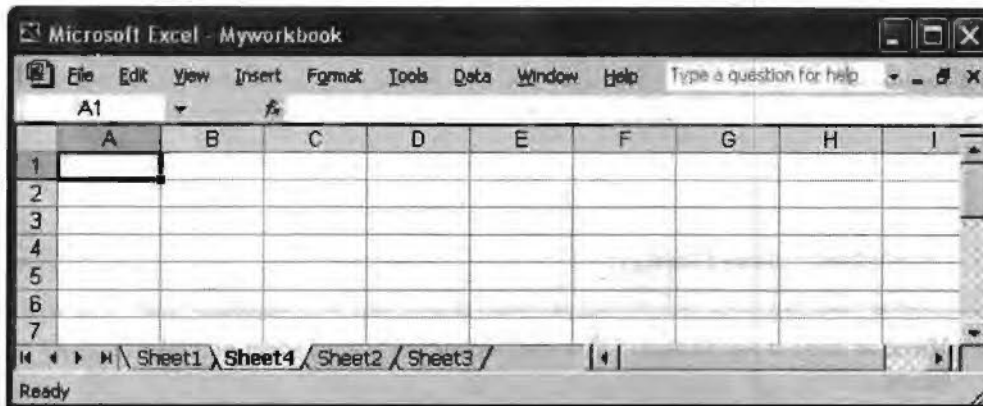 Microsoft Excel - Myworkbook
File Edit View Insert Format Tools Data Window Help Type a question for help
A1 fx
A B C D E F G H I
1
2
3
4
5
6
7
Sheet1 Sheet4 Sheet2 Sheet3
Ready